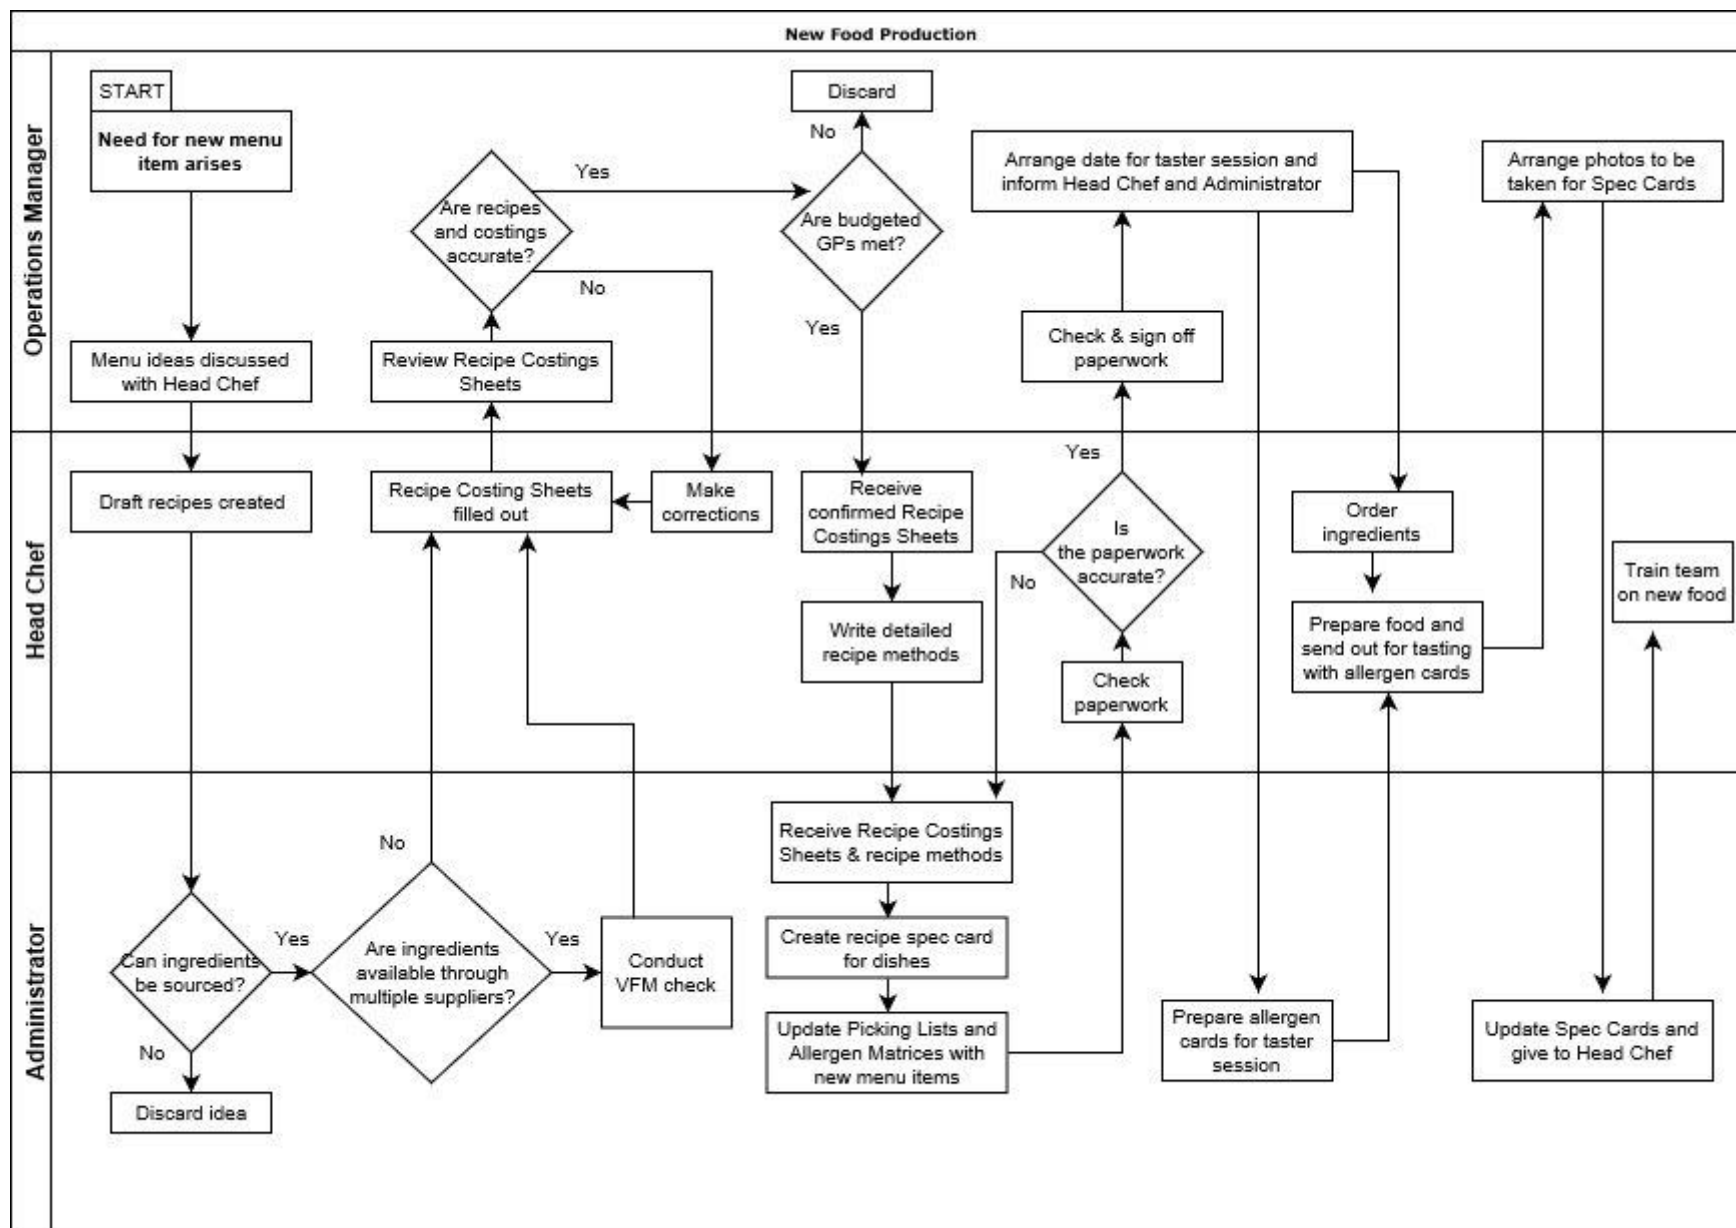 New Food Production
Operations Manager
START
Need for new menu
item arises
Menu ideas discussed
with Head Chef
Are recipes
and costings
accurate?
Yes
No
Review Recipe Costings
Sheets
Discard
No
Are budgeted
GPs met?
Yes
Arrange date for taster session and
inform Head Chef and Administrator
Check & sign off
paperwork
Arrange photos to be
taken for Spec Cards
Head Chef
Draft recipes created
Recipe Costing Sheets
filled out
Make
corrections
Receive
confirmed Recipe
Costings Sheets
Write detailed
recipe methods
Yes
Is
the paperwork
accurate?
No
Check
paperwork
Order
ingredients
Prepare food and
send out for tasting
with allergen cards
Train team
on new food
Administrator
Can ingredients
be sourced?
Yes
No
Discard idea
No
Are ingredients
available through
multiple suppliers?
Yes
Conduct
VFM check
Receive Recipe Costings
Sheets & recipe methods
Create recipe spec card
for dishes
Update Picking Lists and
Allergen Matrices with
new menu items
Prepare allergen
cards for taster
session
Update Spec Cards and
give to Head Chef